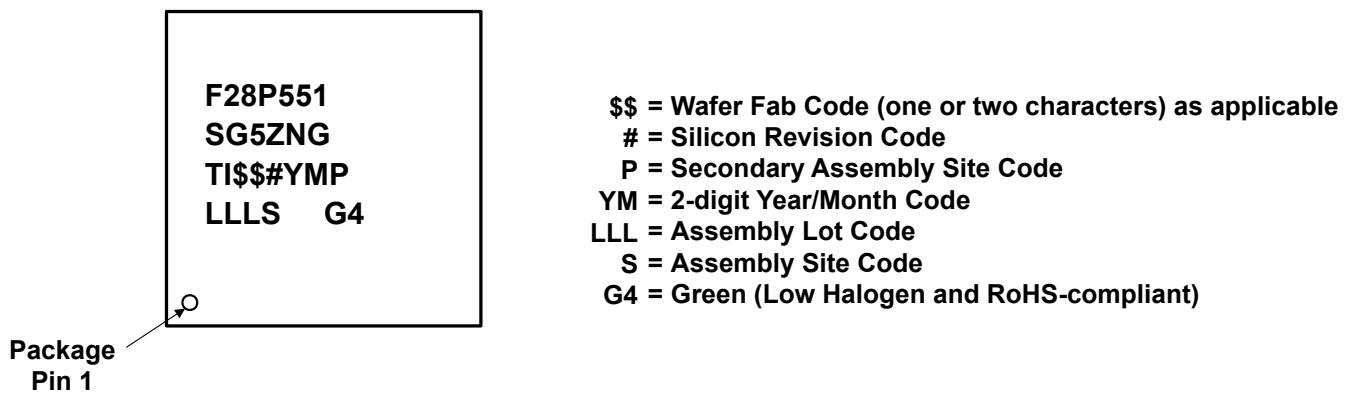 F28P551
SG5ZNG
TI$$#YMP
LLLS G4
Package
Pin 1
$$ = Wafer Fab Code (one or two characters) as applicable
# = Silicon Revision Code
P = Secondary Assembly Site Code
YM = 2-digit Year/Month Code
LLL = Assembly Lot Code
S = Assembly Site Code
G4 = Green (Low Halogen and RoHS-compliant)